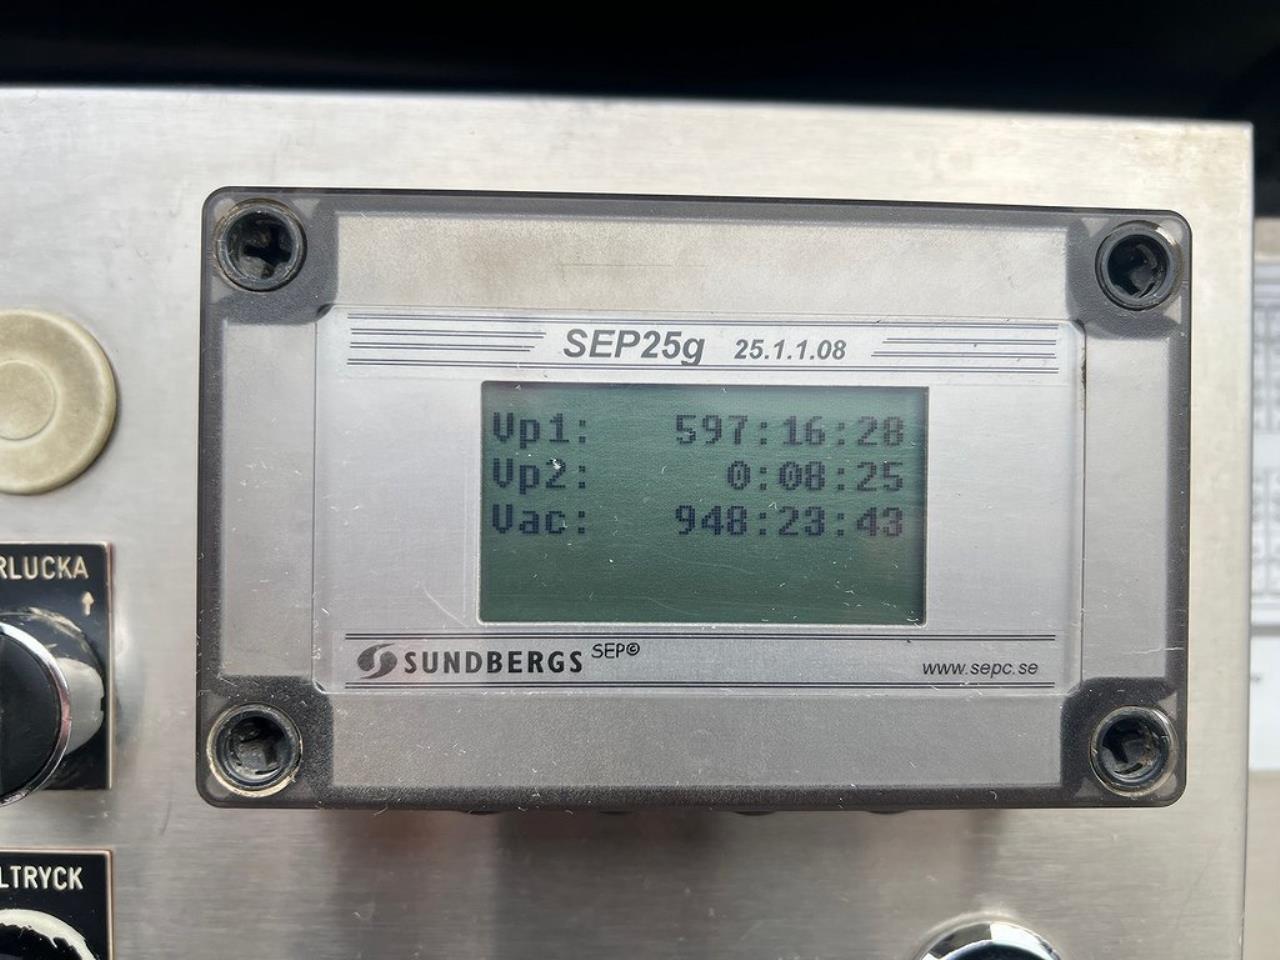 SEP25g 25.1.1.08
Vp1: 597:16:28
Vp2: 0:08:25
Vac: 948:23:43
SUNDBERGS SEP©
www.sepc.se
RLUCKA
↑
LTRYCK